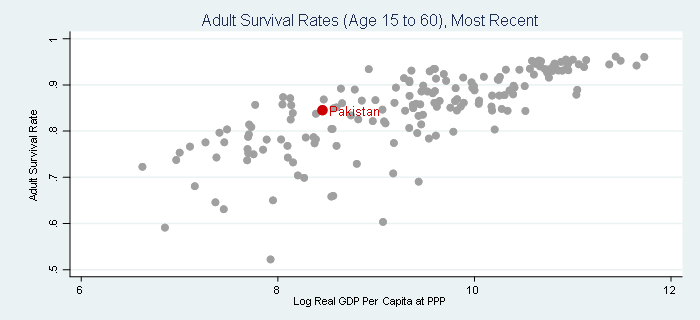 Adult Survival Rates (Age 15 to 60), Most Recent
1
.9
.8
.7
.6
.5
Adult Survival Rate
Pakistan
6 8 10 12
Log Real GDP Per Capita at PPP